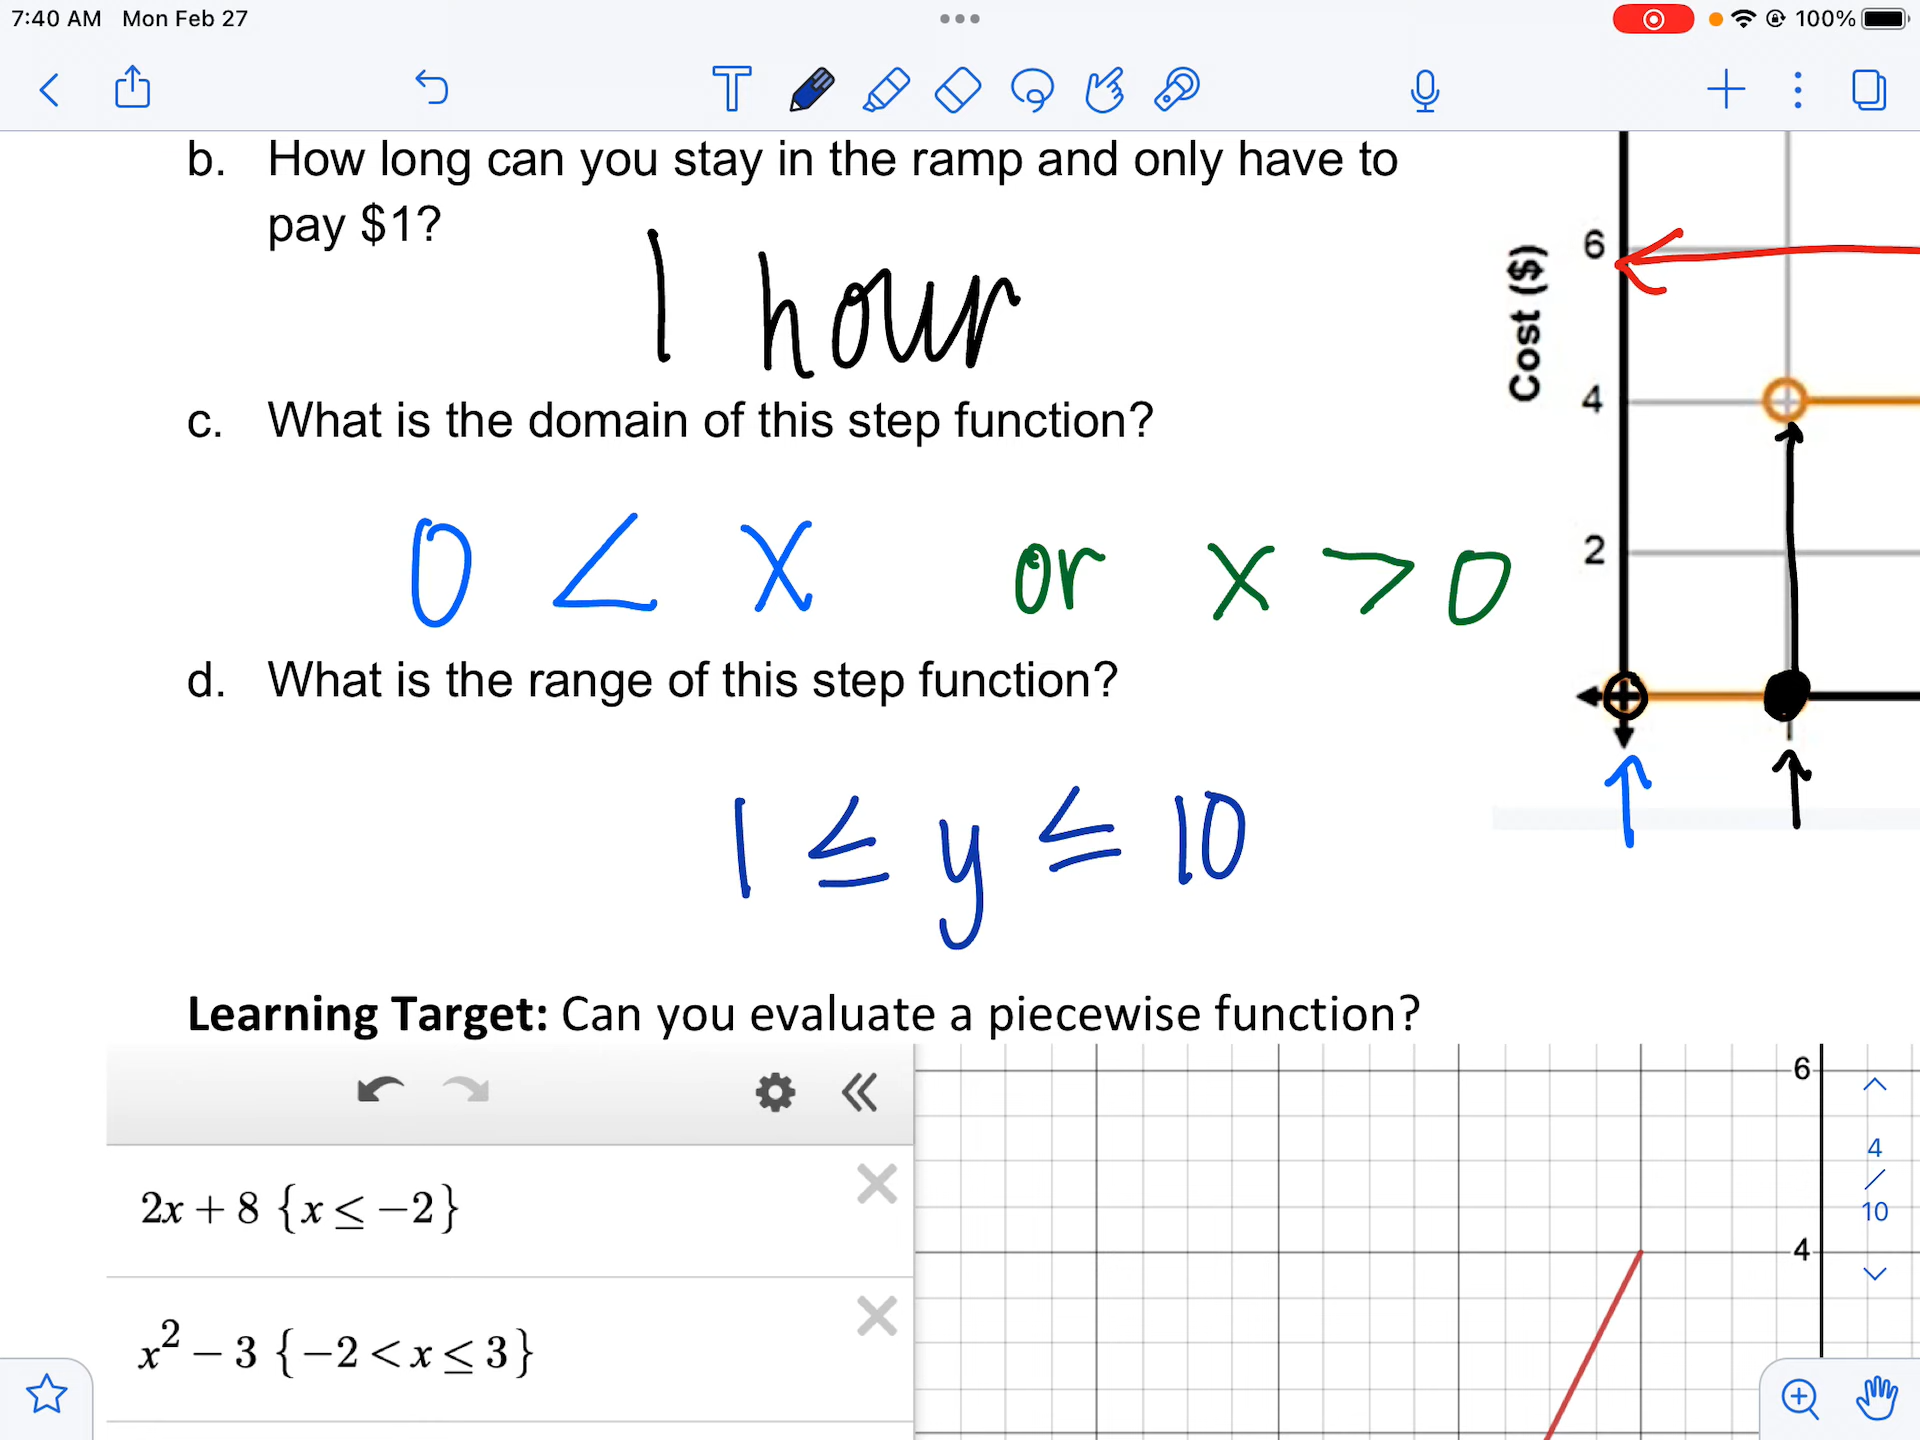 7:40 AM Mon Feb 27
100%
b. How long can you stay in the ramp and only have to
pay $1?
1 hour
c. What is the domain of this step function?
0 < x or x > 0
d. What is the range of this step function?
1 ≤ y ≤ 10
Cost ($)
6
4
2
Learning Target: Can you evaluate a piecewise function?
2x + 8 {x ≤ −2}
x² − 3 {−2 < x ≤ 3}
6
4
4
/
10